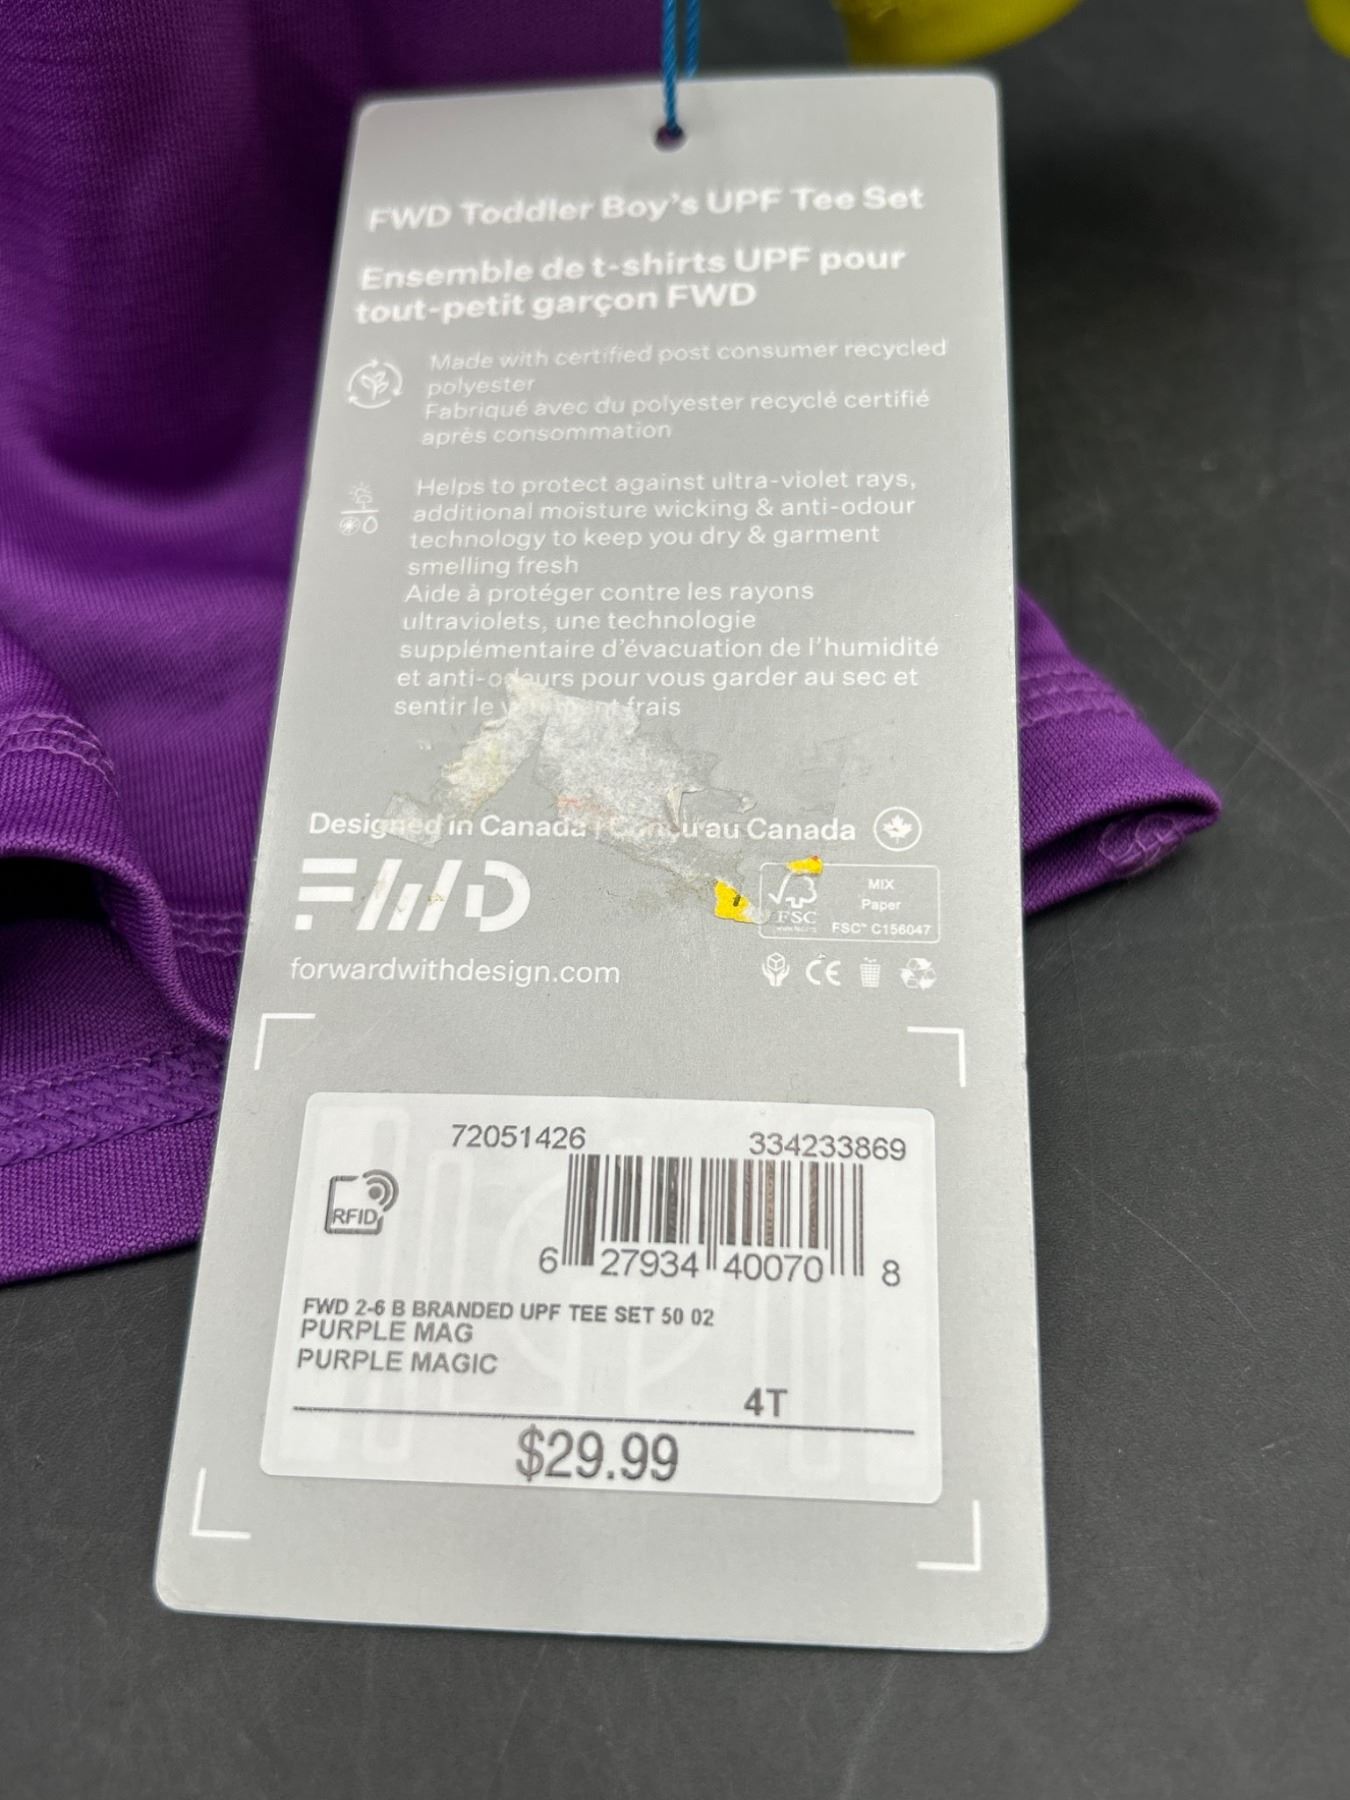 FWD Toddler Boy's UPF Tee Set
Ensemble de t-shirts UPF pour
tout-petit garçon FWD
Made with certified post consumer recycled
polyester
Fabriqué avec du polyester recyclé certifié
après consommation
Helps to protect against ultra-violet rays,
additional moisture wicking & anti-odour
technology to keep you dry & garment
smelling fresh
Aide à protéger contre les rayons
ultraviolets, une technologie
supplémentaire d'évacuation de l'humidité
et anti-odeurs pour vous garder au sec et
sentir le frais
Designed in Canada au Canada
FWD
MIX
Paper
FSC
FSC™ C156047
forwardwithdesign.com
CE
72051426 334233869
RFID
6 27934 40070 8
FWD 2-6 B BRANDED UPF TEE SET 50 02
PURPLE MAG
PURPLE MAGIC
4T
$29.99